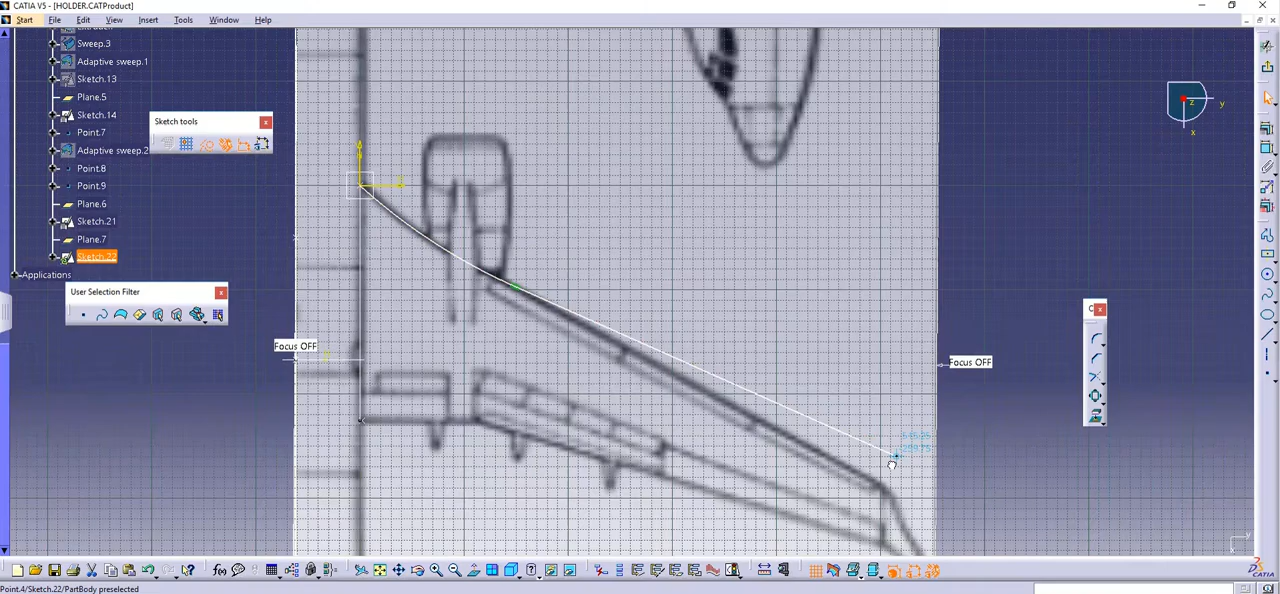 CATIA V5 - [HOLDER.CATProduct]
Start File Edit View Insert Tools Window Help
Sweep.3
Adaptive sweep.1
Sketch.13
Plane.5
Sketch.14
Point.7
Adaptive sweep.2
Point.8
Point.9
Plane.6
Sketch.21
Plane.7
Sketch.22
Applications
Sketch tools
User Selection Filter
Focus OFF
Focus OFF
y
z
x
Point.4/Sketch.22/PartBody preselected